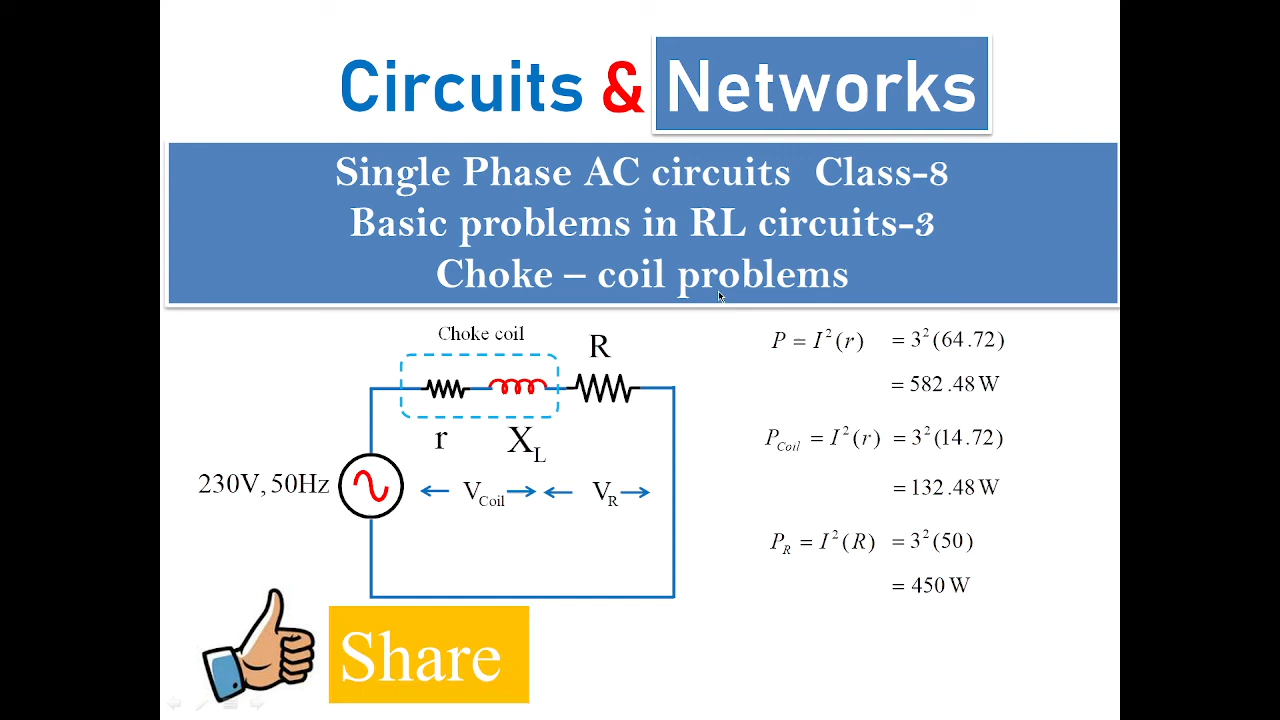 Circuits & Networks
Single Phase AC circuits Class-8
Basic problems in RL circuits-3
Choke – coil problems
Choke coil
R
r
X_L
230V, 50Hz
V_Coil
V_R
P = I²(r) = 3²(64.72)
= 582.48 W
P_Coil = I²(r) = 3²(14.72)
= 132.48 W
P_R = I²(R) = 3²(50)
= 450 W
Share